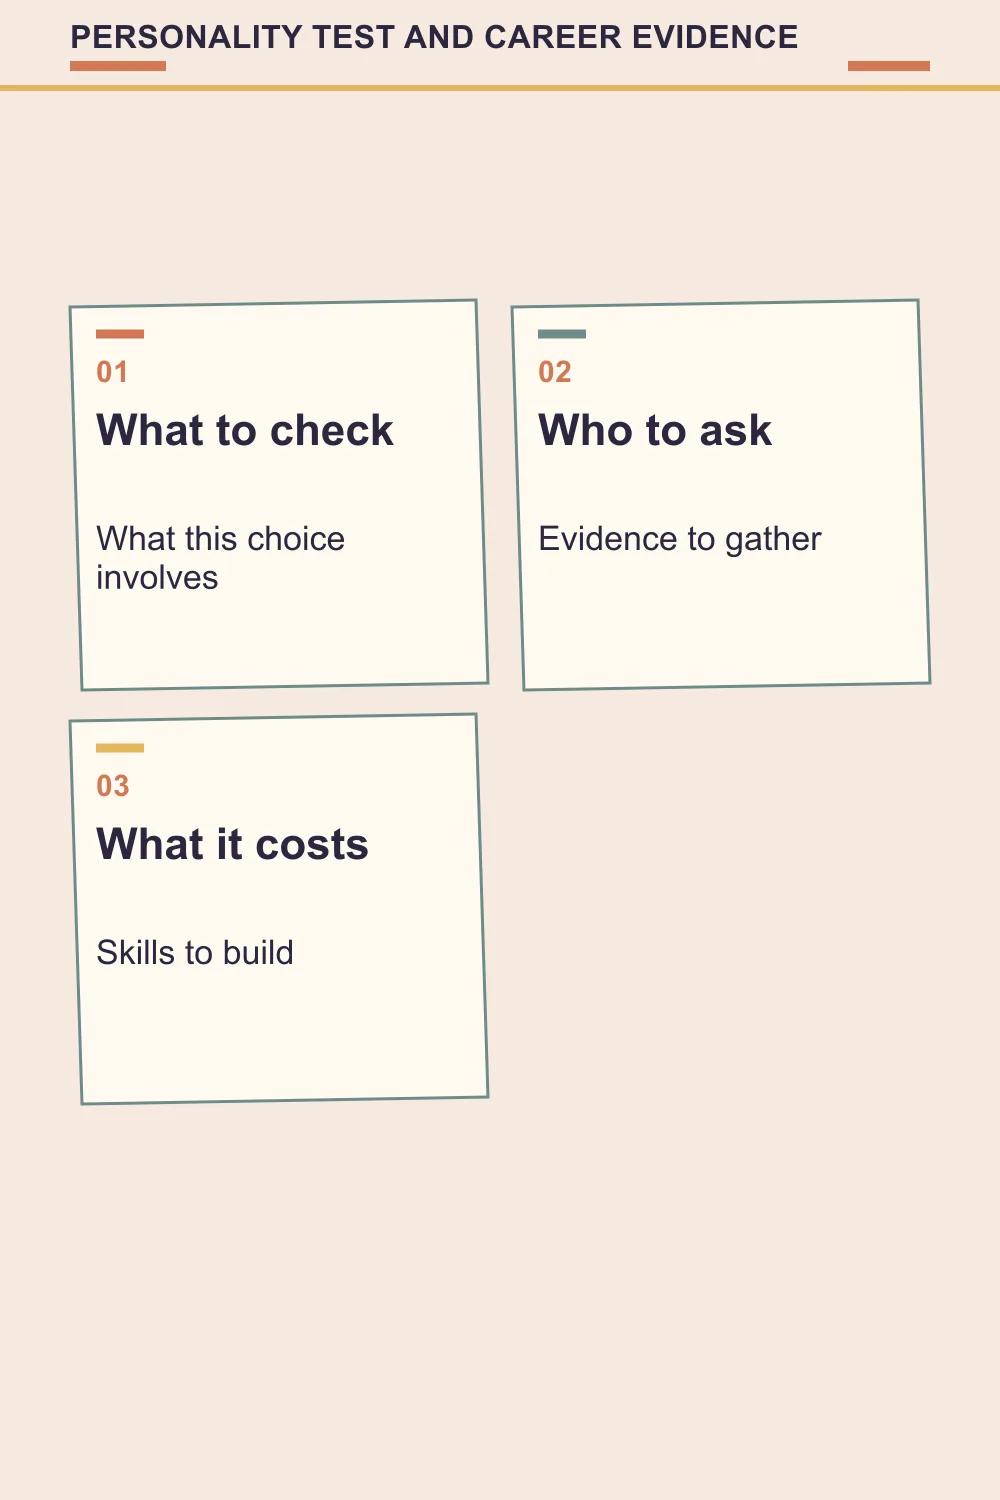 PERSONALITY TEST AND CAREER EVIDENCE
01
What to check
What this choice
involves
02
Who to ask
Evidence to gather
03
What it costs
Skills to build